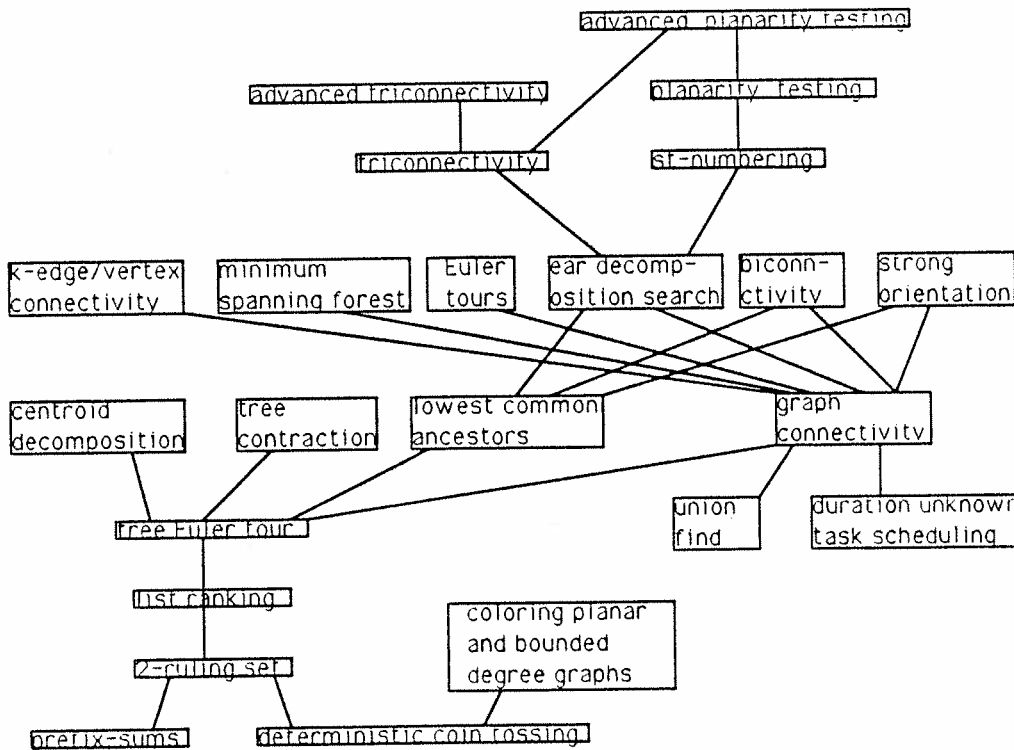 advanced planarity testing
advanced triconnectivity
planarity testing
triconnectivity
st-numbering
k-edge/vertex
connectivity
minimum
spanning forest
Euler
tours
ear decomp-
osition search
biconn-
ctivity
strong
orientation
centroid
decomposition
tree
contraction
lowest common
ancestors
graph
connectivity
union
find
duration unknown
task scheduling
tree Euler tour
list ranking
coloring planar
and bounded
degree graphs
2-ruling set
prefix-sums
deterministic coin tossing